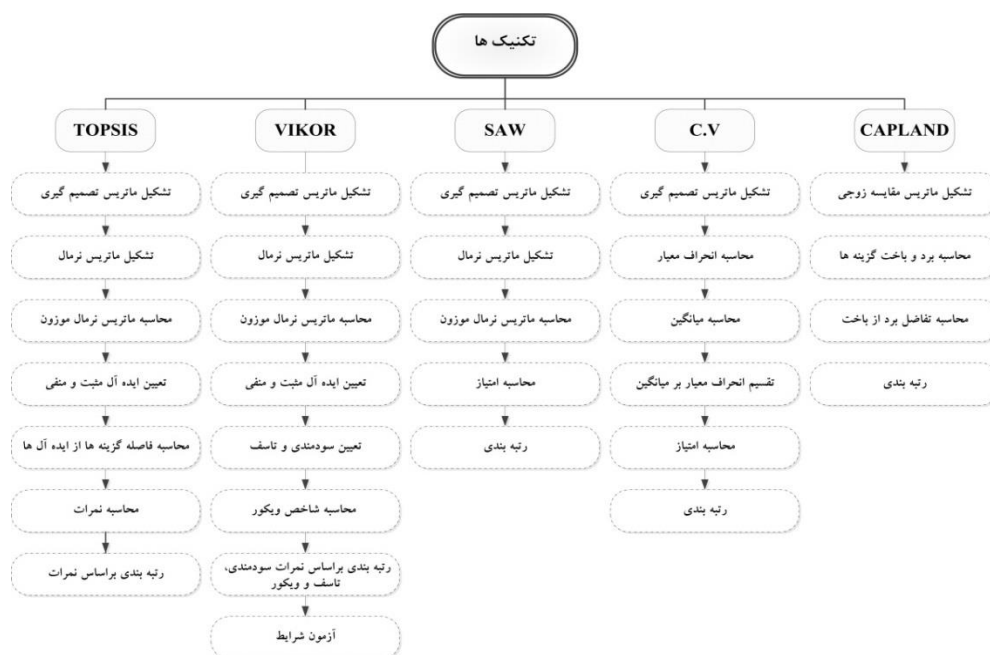 تکنیک ها
TOPSIS
تشکیل ماتریس تصمیم گیری
تشکیل ماتریس نرمال
محاسبه ماتریس نرمال موزون
تعیین ایده آل مثبت و منفی
محاسبه فاصله گزینه ها از ایده آل ها
محاسبه نمرات
رتبه بندی براساس نمرات
VIKOR
تشکیل ماتریس تصمیم گیری
تشکیل ماتریس نرمال
محاسبه ماتریس نرمال موزون
تعیین ایده آل مثبت و منفی
تعیین سودمندی و تاسف
محاسبه شاخص ویکور
رتبه بندی براساس نمرات سودمندی،
تاسف و ویکور
آزمون شرایط
SAW
تشکیل ماتریس تصمیم گیری
تشکیل ماتریس نرمال
محاسبه ماتریس نرمال موزون
محاسبه امتیاز
رتبه بندی
C.V
تشکیل ماتریس تصمیم گیری
محاسبه انحراف معیار
محاسبه میانگین
تقسیم انحراف معیار بر میانگین
محاسبه امتیاز
رتبه بندی
CAPLAND
تشکیل ماتریس مقایسه زوجی
محاسبه برد و باخت گزینه ها
محاسبه تفاضل برد از باخت
رتبه بندی